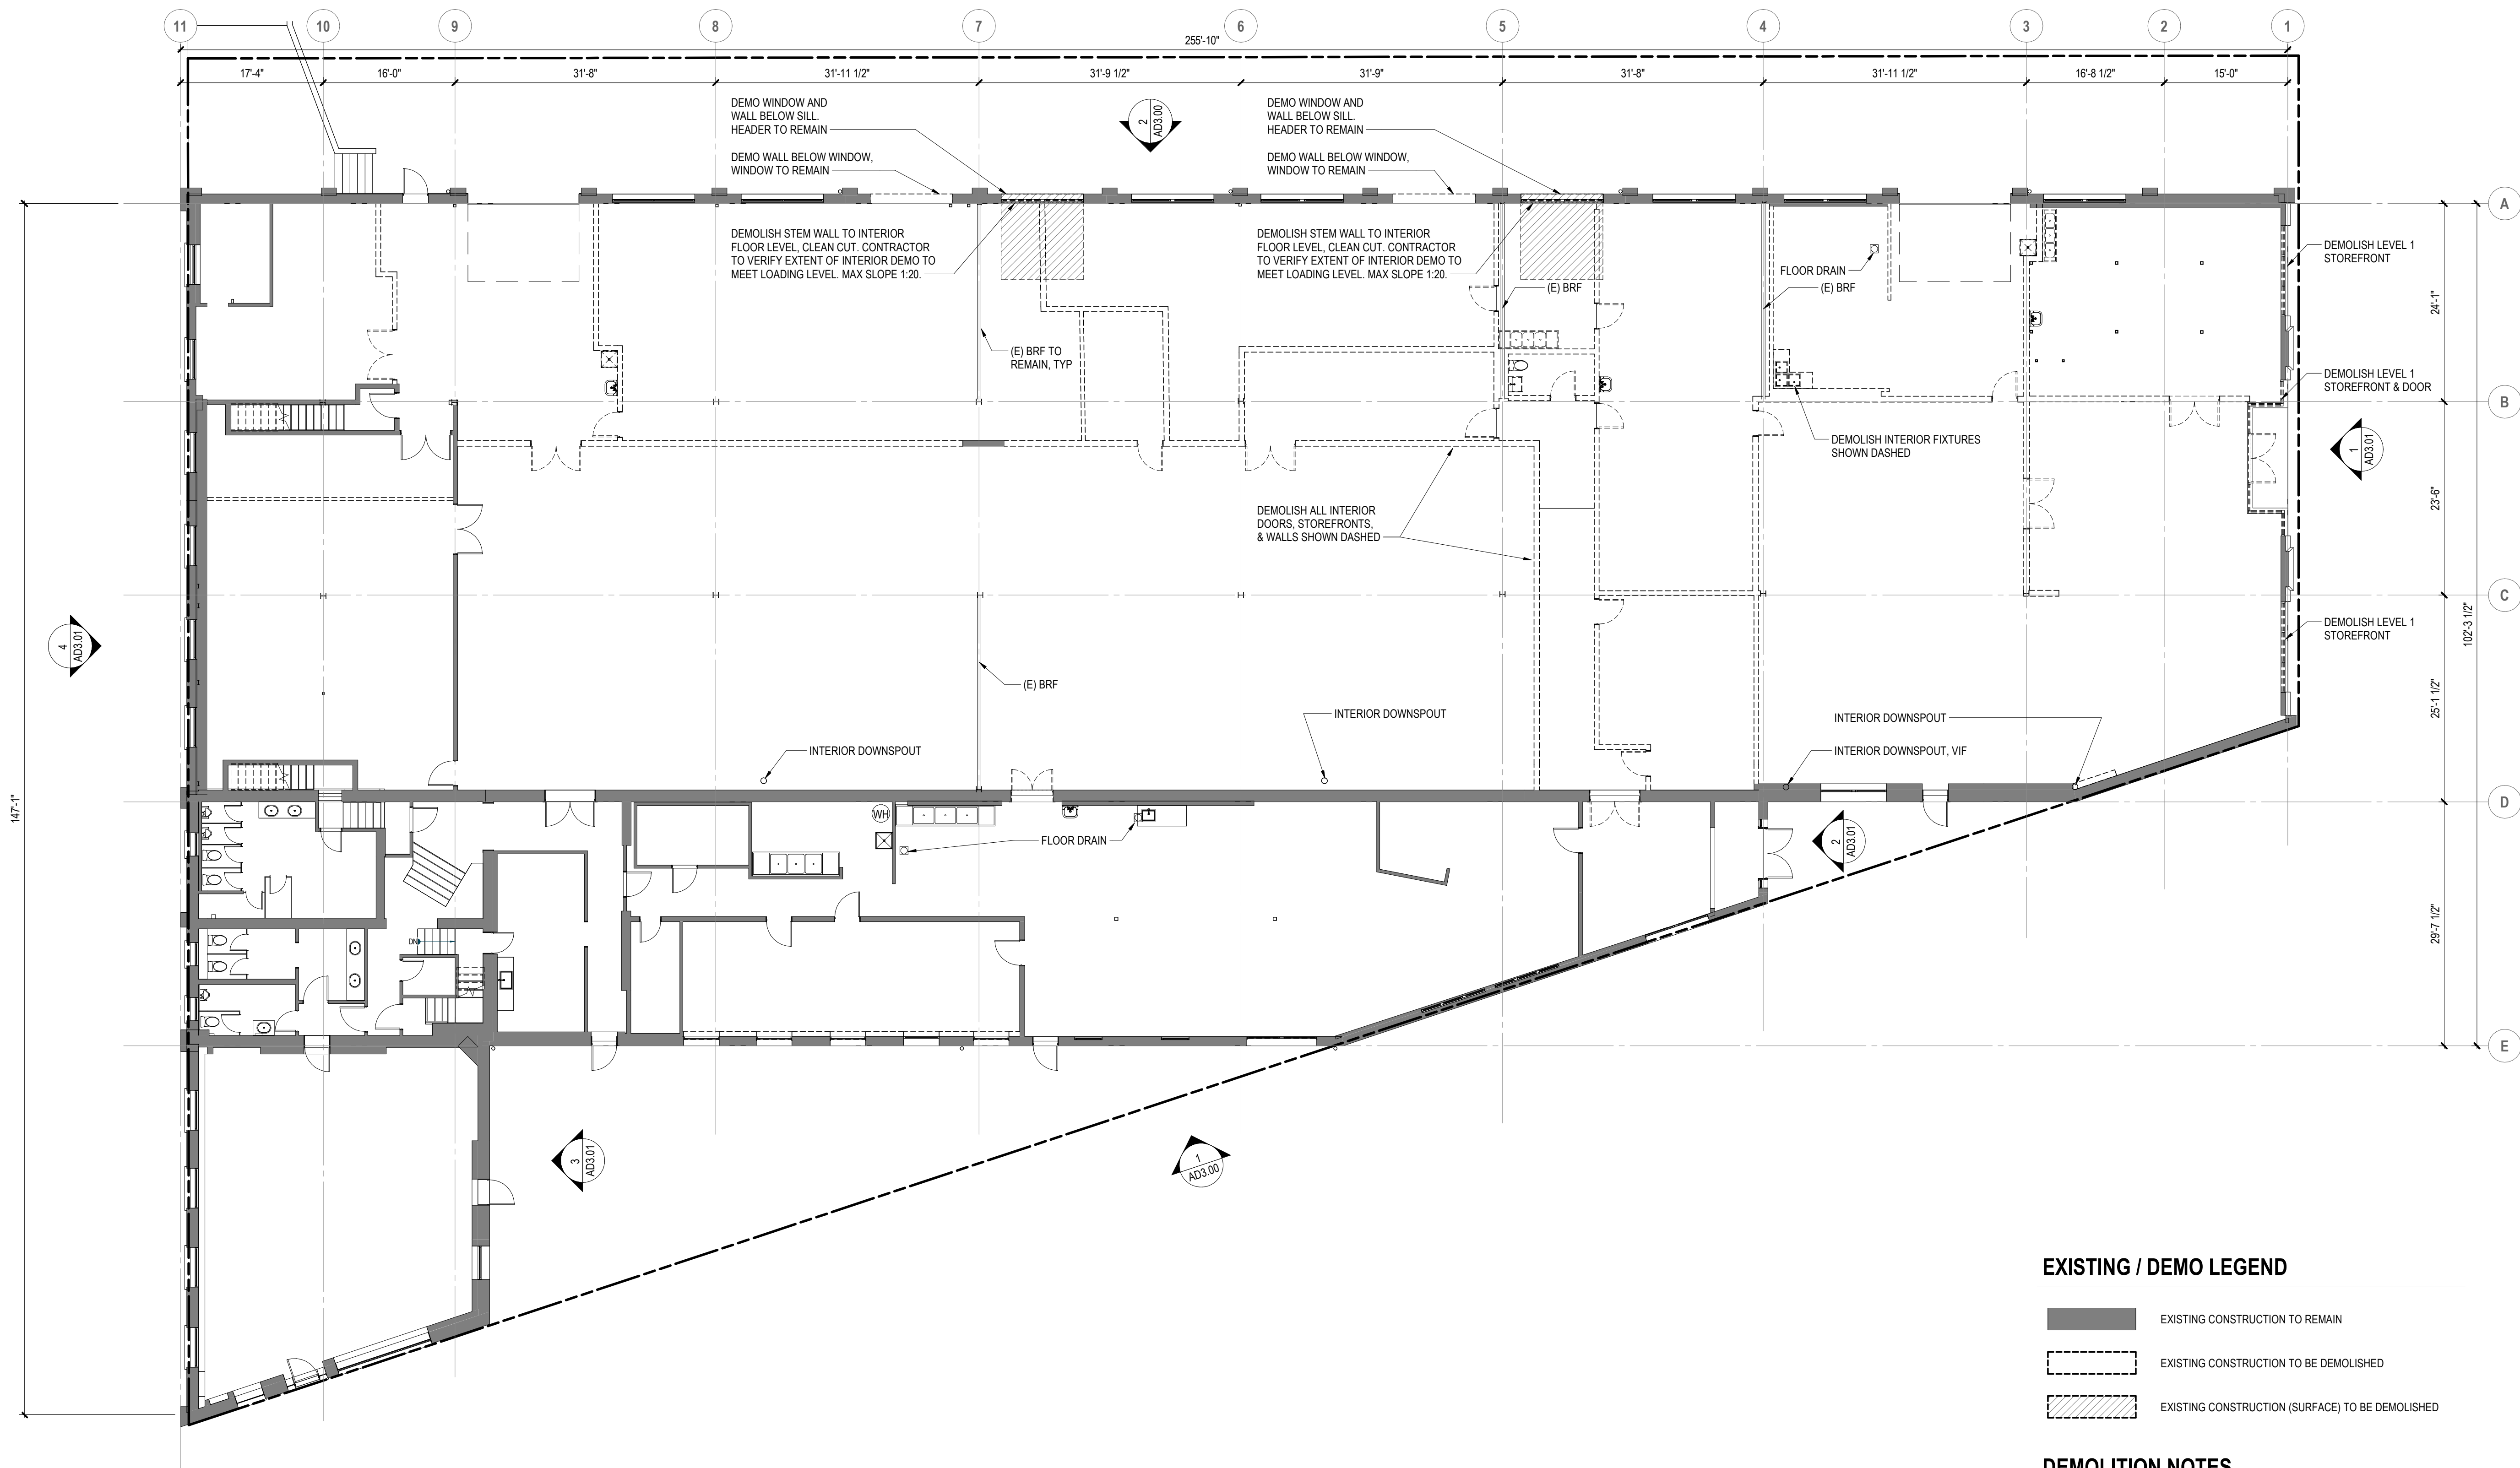 11
10
9
8
7
6
5
4
3
2
1
255'-10"
17'-4"
16'-0"
31'-8"
31'-11 1/2"
31'-9 1/2"
31'-9"
31'-8"
31'-11 1/2"
16'-8 1/2"
15'-0"
DEMO WINDOW AND
WALL BELOW SILL.
HEADER TO REMAIN
DEMO WALL BELOW WINDOW,
WINDOW TO REMAIN
2
AD3.00
DEMO WINDOW AND
WALL BELOW SILL.
HEADER TO REMAIN
DEMO WALL BELOW WINDOW,
WINDOW TO REMAIN
A
DEMOLISH STEM WALL TO INTERIOR
FLOOR LEVEL, CLEAN CUT. CONTRACTOR
TO VERIFY EXTENT OF INTERIOR DEMO TO
MEET LOADING LEVEL. MAX SLOPE 1:20.
DEMOLISH STEM WALL TO INTERIOR
FLOOR LEVEL, CLEAN CUT. CONTRACTOR
TO VERIFY EXTENT OF INTERIOR DEMO TO
MEET LOADING LEVEL. MAX SLOPE 1:20.
FLOOR DRAIN
(E) BRF
(E) BRF
DEMOLISH LEVEL 1
STOREFRONT
24'-1"
(E) BRF TO
REMAIN, TYP
DEMOLISH LEVEL 1
STOREFRONT & DOOR
B
DEMOLISH INTERIOR FIXTURES
SHOWN DASHED
1
AD3.01
23'-6"
DEMOLISH ALL INTERIOR
DOORS, STOREFRONTS,
& WALLS SHOWN DASHED
C
DEMOLISH LEVEL 1
STOREFRONT
102'-3 1/2"
4
AD3.01
(E) BRF
25'-1 1/2"
INTERIOR DOWNSPOUT
INTERIOR DOWNSPOUT
INTERIOR DOWNSPOUT
INTERIOR DOWNSPOUT, VIF
147'-1"
D
WH
FLOOR DRAIN
2
AD3.01
29'-7 1/2"
DN
E
3
AD3.01
1
AD3.00
EXISTING / DEMO LEGEND
EXISTING CONSTRUCTION TO REMAIN
EXISTING CONSTRUCTION TO BE DEMOLISHED
EXISTING CONSTRUCTION (SURFACE) TO BE DEMOLISHED
DEMOLITION NOTES